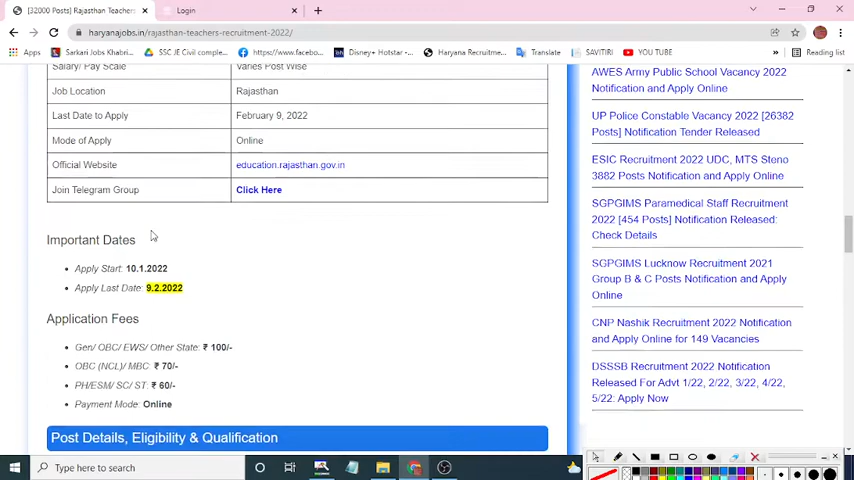 [32000 Posts] Rajasthan Teachers
Login
haryanajobs.in/rajasthan-teachers-recruitment-2022/
Apps
Sarkari Jobs Khabri...
SSC JE Civil comple...
https://www.facebo...
Disney+ Hotstar -...
Haryana Recruitme...
Translate
SAVITIRI
YOU TUBE
Reading list
Salary/ Pay Scale Varies Post Wise
Job Location Rajasthan
Last Date to Apply February 9, 2022
Mode of Apply Online
Official Website education.rajasthan.gov.in
Join Telegram Group Click Here
Important Dates
Apply Start: 10.1.2022
Apply Last Date: 9.2.2022
Application Fees
Gen/ OBC/ EWS/ Other State: ₹ 100/-
OBC (NCL)/ MBC: ₹ 70/-
PH/ESM/ SC/ ST: ₹ 60/-
Payment Mode: Online
Post Details, Eligibility & Qualification
AWES Army Public School Vacancy 2022
Notification and Apply Online
UP Police Constable Vacancy 2022 [26382
Posts] Notification Tender Released
ESIC Recruitment 2022 UDC, MTS Steno
3882 Posts Notification and Apply Online
SGPGIMS Paramedical Staff Recruitment
2022 [454 Posts] Notification Released:
Check Details
SGPGIMS Lucknow Recruitment 2021
Group B & C Posts Notification and Apply
Online
CNP Nashik Recruitment 2022 Notification
and Apply Online for 149 Vacancies
DSSSB Recruitment 2022 Notification
Released For Advt 1/22, 2/22, 3/22, 4/22,
5/22: Apply Now
Type here to search